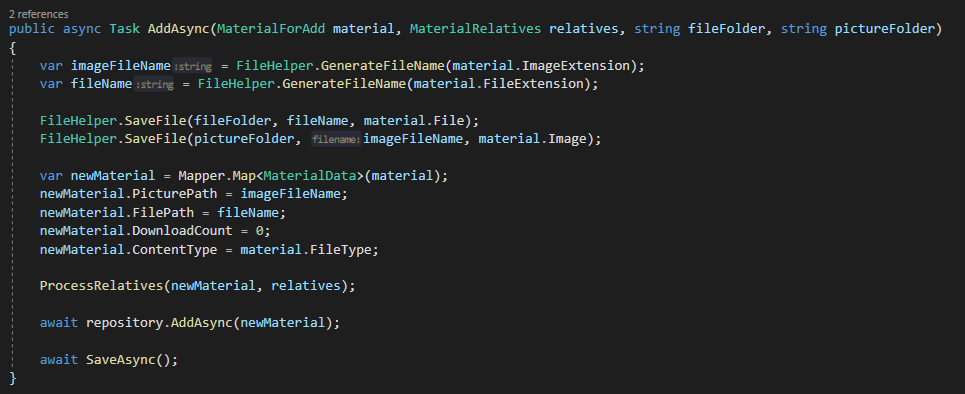 2 references
public async Task AddAsync(MaterialForAdd material, MaterialRelatives relatives, string fileFolder, string pictureFolder)
{
var imageFileName :string = FileHelper.GenerateFileName(material.ImageExtension);
var fileName :string = FileHelper.GenerateFileName(material.FileExtension);
FileHelper.SaveFile(fileFolder, fileName, material.File);
FileHelper.SaveFile(pictureFolder, filename: imageFileName, material.Image);
var newMaterial = Mapper.Map<MaterialData>(material);
newMaterial.PicturePath = imageFileName;
newMaterial.FilePath = fileName;
newMaterial.DownloadCount = 0;
newMaterial.ContentType = material.FileType;
ProcessRelatives(newMaterial, relatives);
await repository.AddAsync(newMaterial);
await SaveAsync();
}